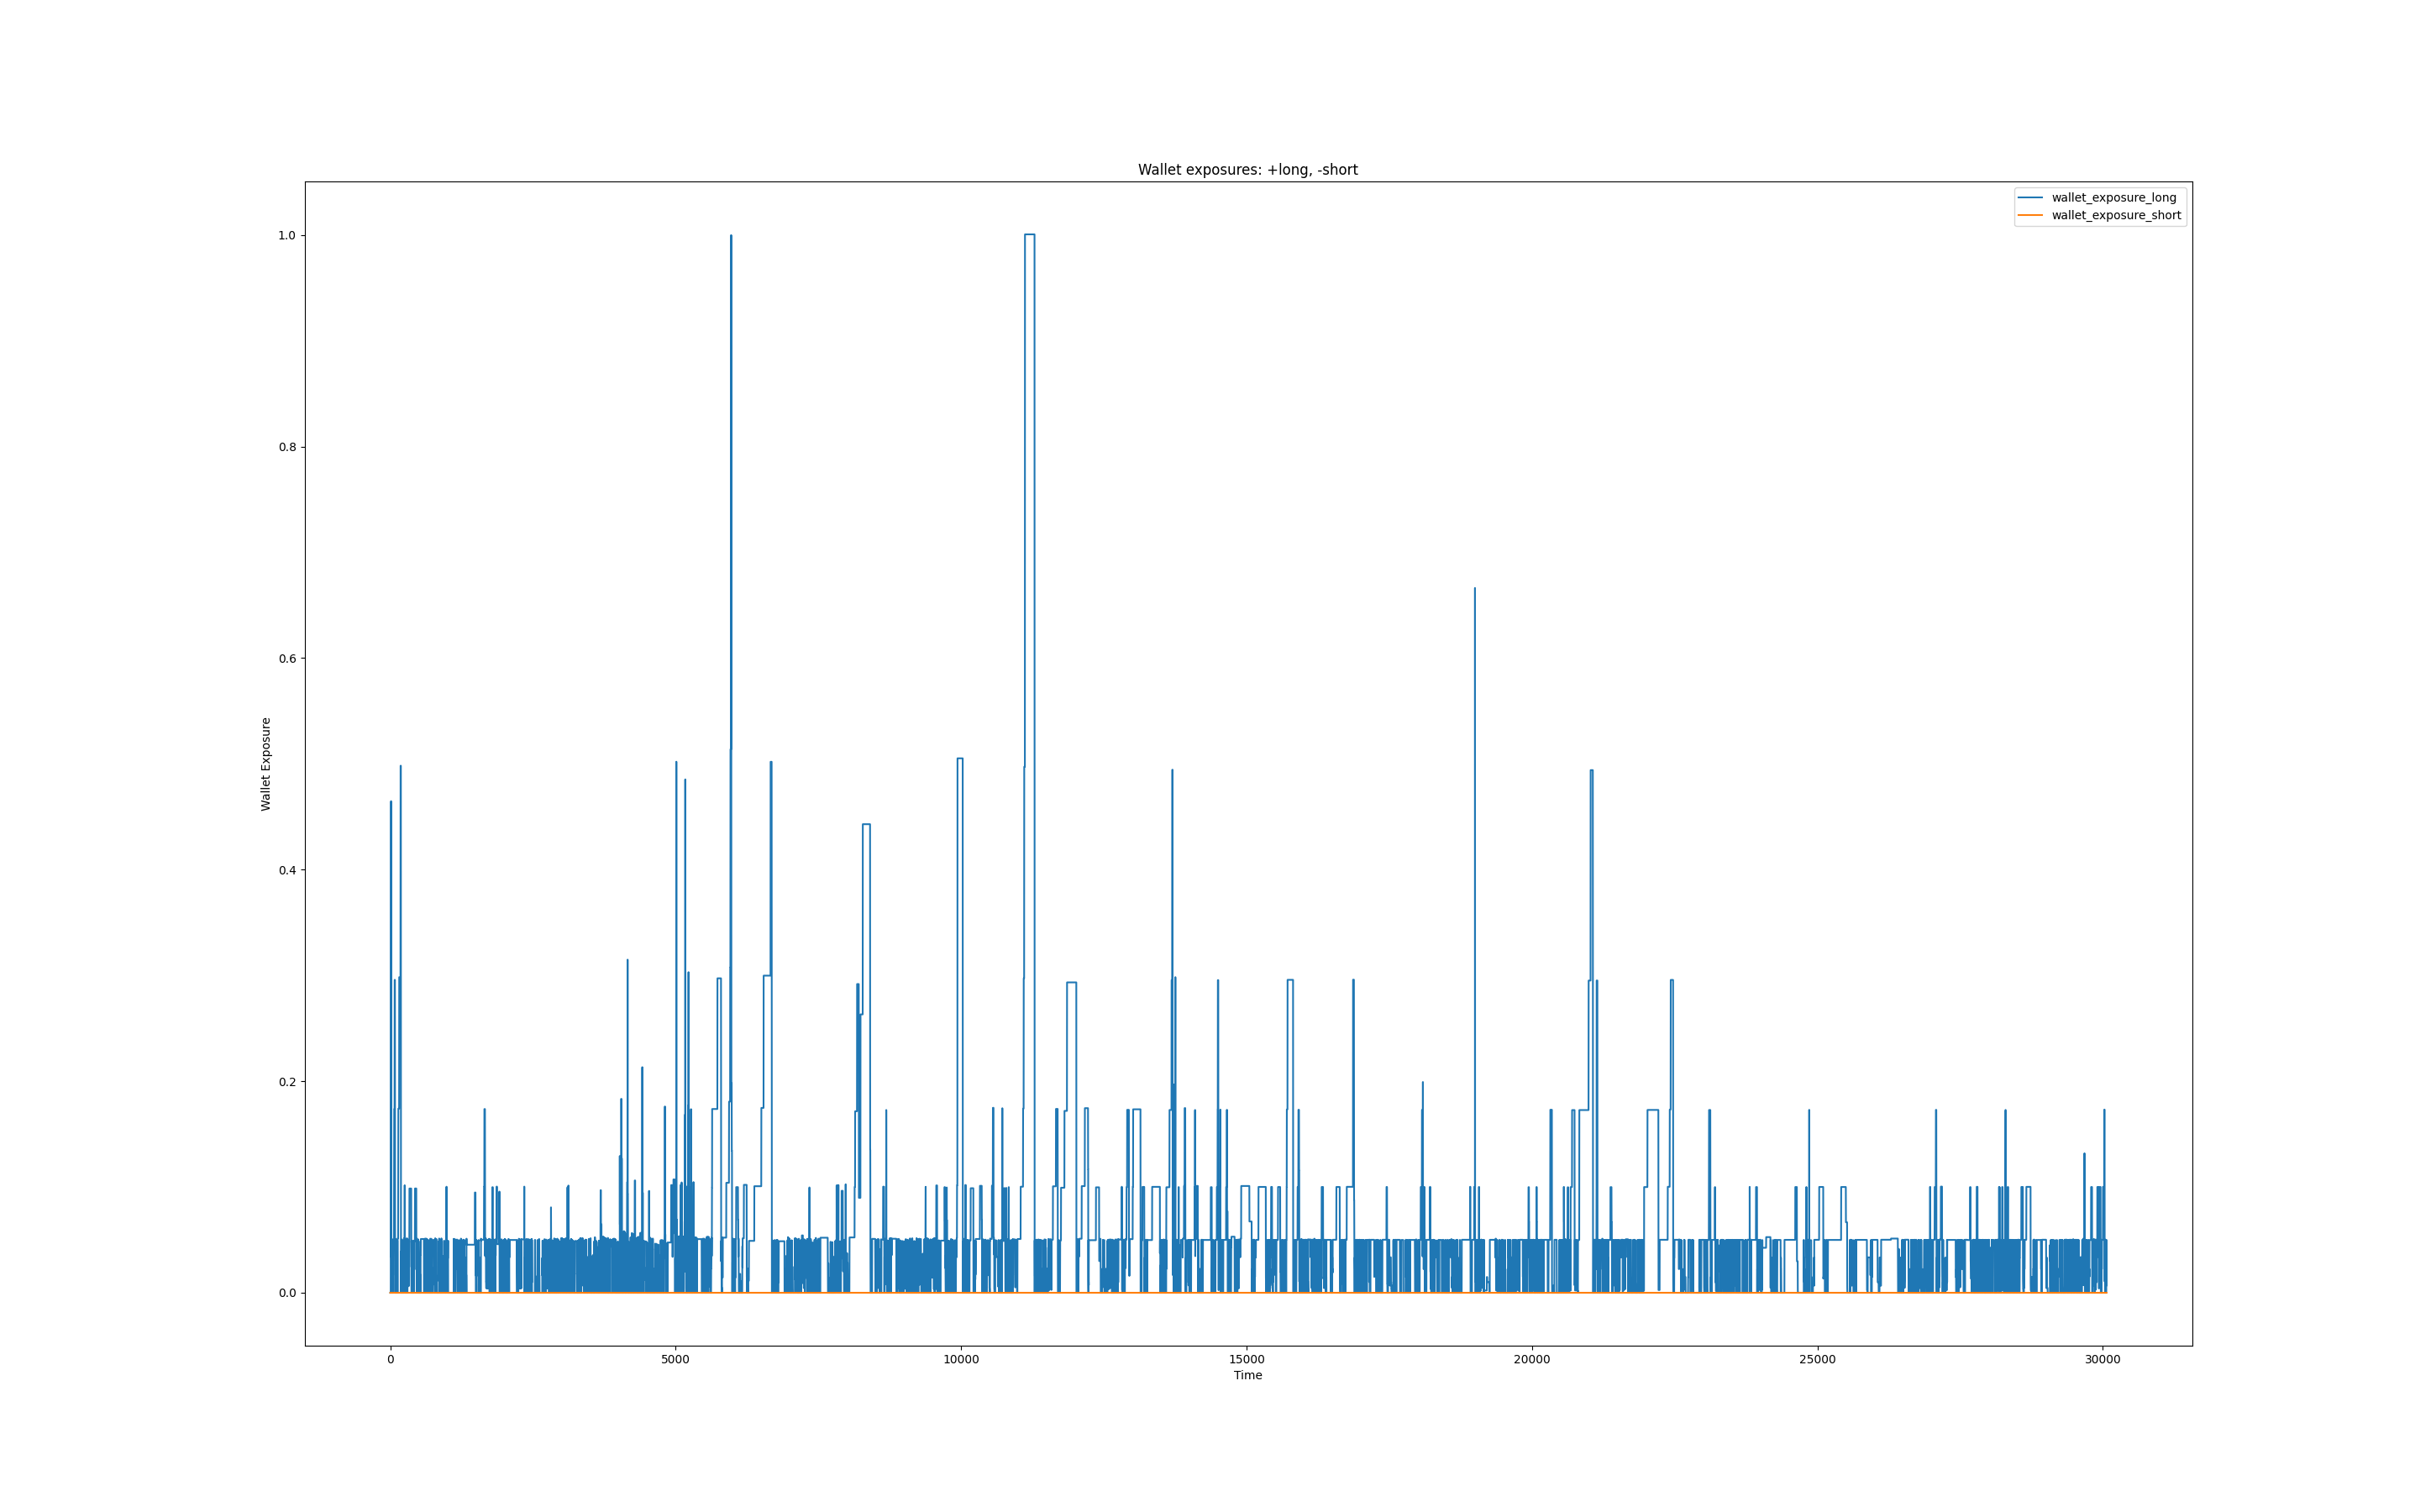 Wallet exposures: +long, -short
wallet_exposure_long
wallet_exposure_short
1.0
0.8
0.6
0.4
0.2
0.0
Wallet Exposure
0 5000 10000 15000 20000 25000 30000
Time